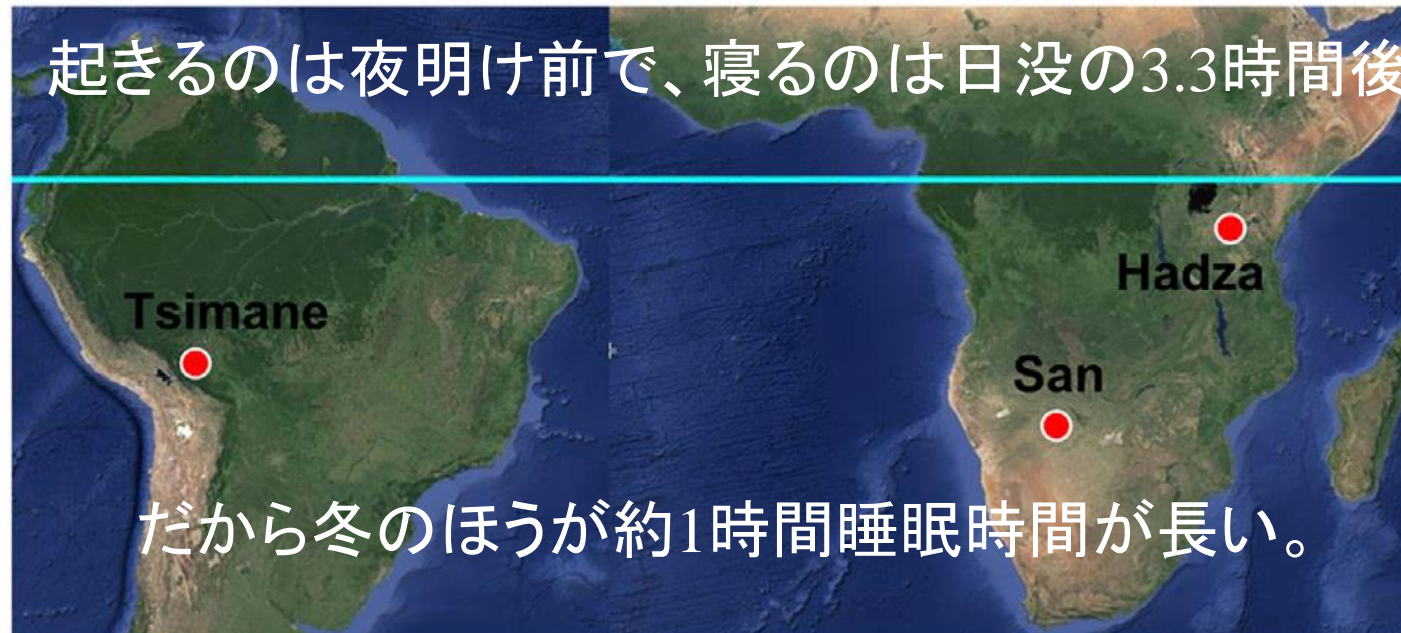 起きるのは夜明け前で、寝るのは日没の3.3時間後
Hadza
Tsimane
San
だから冬のほうが約1時間睡眠時間が長い。